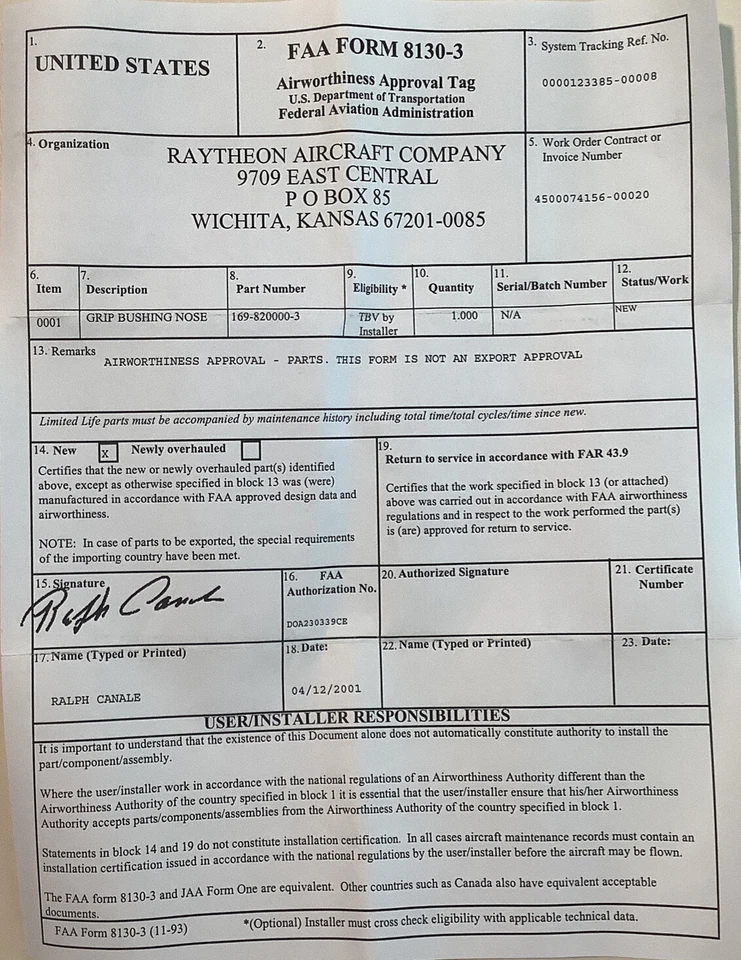 1.
UNITED STATES
2.
FAA FORM 8130-3
Airworthiness Approval Tag
U.S. Department of Transportation
Federal Aviation Administration
3. System Tracking Ref. No.
0000123385-00008
4. Organization
RAYTHEON AIRCRAFT COMPANY
9709 EAST CENTRAL
P O BOX 85
WICHITA, KANSAS 67201-0085
5. Work Order Contract or
Invoice Number
4500074156-00020
6.
Item
7.
Description
8.
Part Number
9.
Eligibility *
10.
Quantity
11.
Serial/Batch Number
12.
Status/Work
0001
GRIP BUSHING NOSE
169-820000-3
TBV by
Installer
1.000
N/A
NEW
13. Remarks
AIRWORTHINESS APPROVAL - PARTS. THIS FORM IS NOT AN EXPORT APPROVAL
Limited Life parts must be accompanied by maintenance history including total time/total cycles/time since new.
14. New x Newly overhauled
Certifies that the new or newly overhauled part(s) identified
above, except as otherwise specified in block 13 was (were)
manufactured in accordance with FAA approved design data and
airworthiness.
NOTE: In case of parts to be exported, the special requirements
of the importing country have been met.
19.
Return to service in accordance with FAR 43.9
Certifies that the work specified in block 13 (or attached)
above was carried out in accordance with FAA airworthiness
regulations and in respect to the work performed the part(s)
is (are) approved for return to service.
15. Signature
Ralph Canale
16. FAA
Authorization No.
DOA230339CE
20. Authorized Signature
21. Certificate
Number
17. Name (Typed or Printed)
RALPH CANALE
18. Date:
04/12/2001
22. Name (Typed or Printed)
23. Date:
USER/INSTALLER RESPONSIBILITIES
It is important to understand that the existence of this Document alone does not automatically constitute authority to install the
part/component/assembly.
Where the user/installer work in accordance with the national regulations of an Airworthiness Authority different than the
Airworthiness Authority of the country specified in block 1 it is essential that the user/installer ensure that his/her Airworthiness
Authority accepts parts/components/assemblies from the Airworthiness Authority of the country specified in block 1.
Statements in block 14 and 19 do not constitute installation certification. In all cases aircraft maintenance records must contain an
installation certification issued in accordance with the national regulations by the user/installer before the aircraft may be flown.
The FAA form 8130-3 and JAA Form One are equivalent. Other countries such as Canada also have equivalent acceptable
documents.
FAA Form 8130-3 (11-93)
*(Optional) Installer must cross check eligibility with applicable technical data.